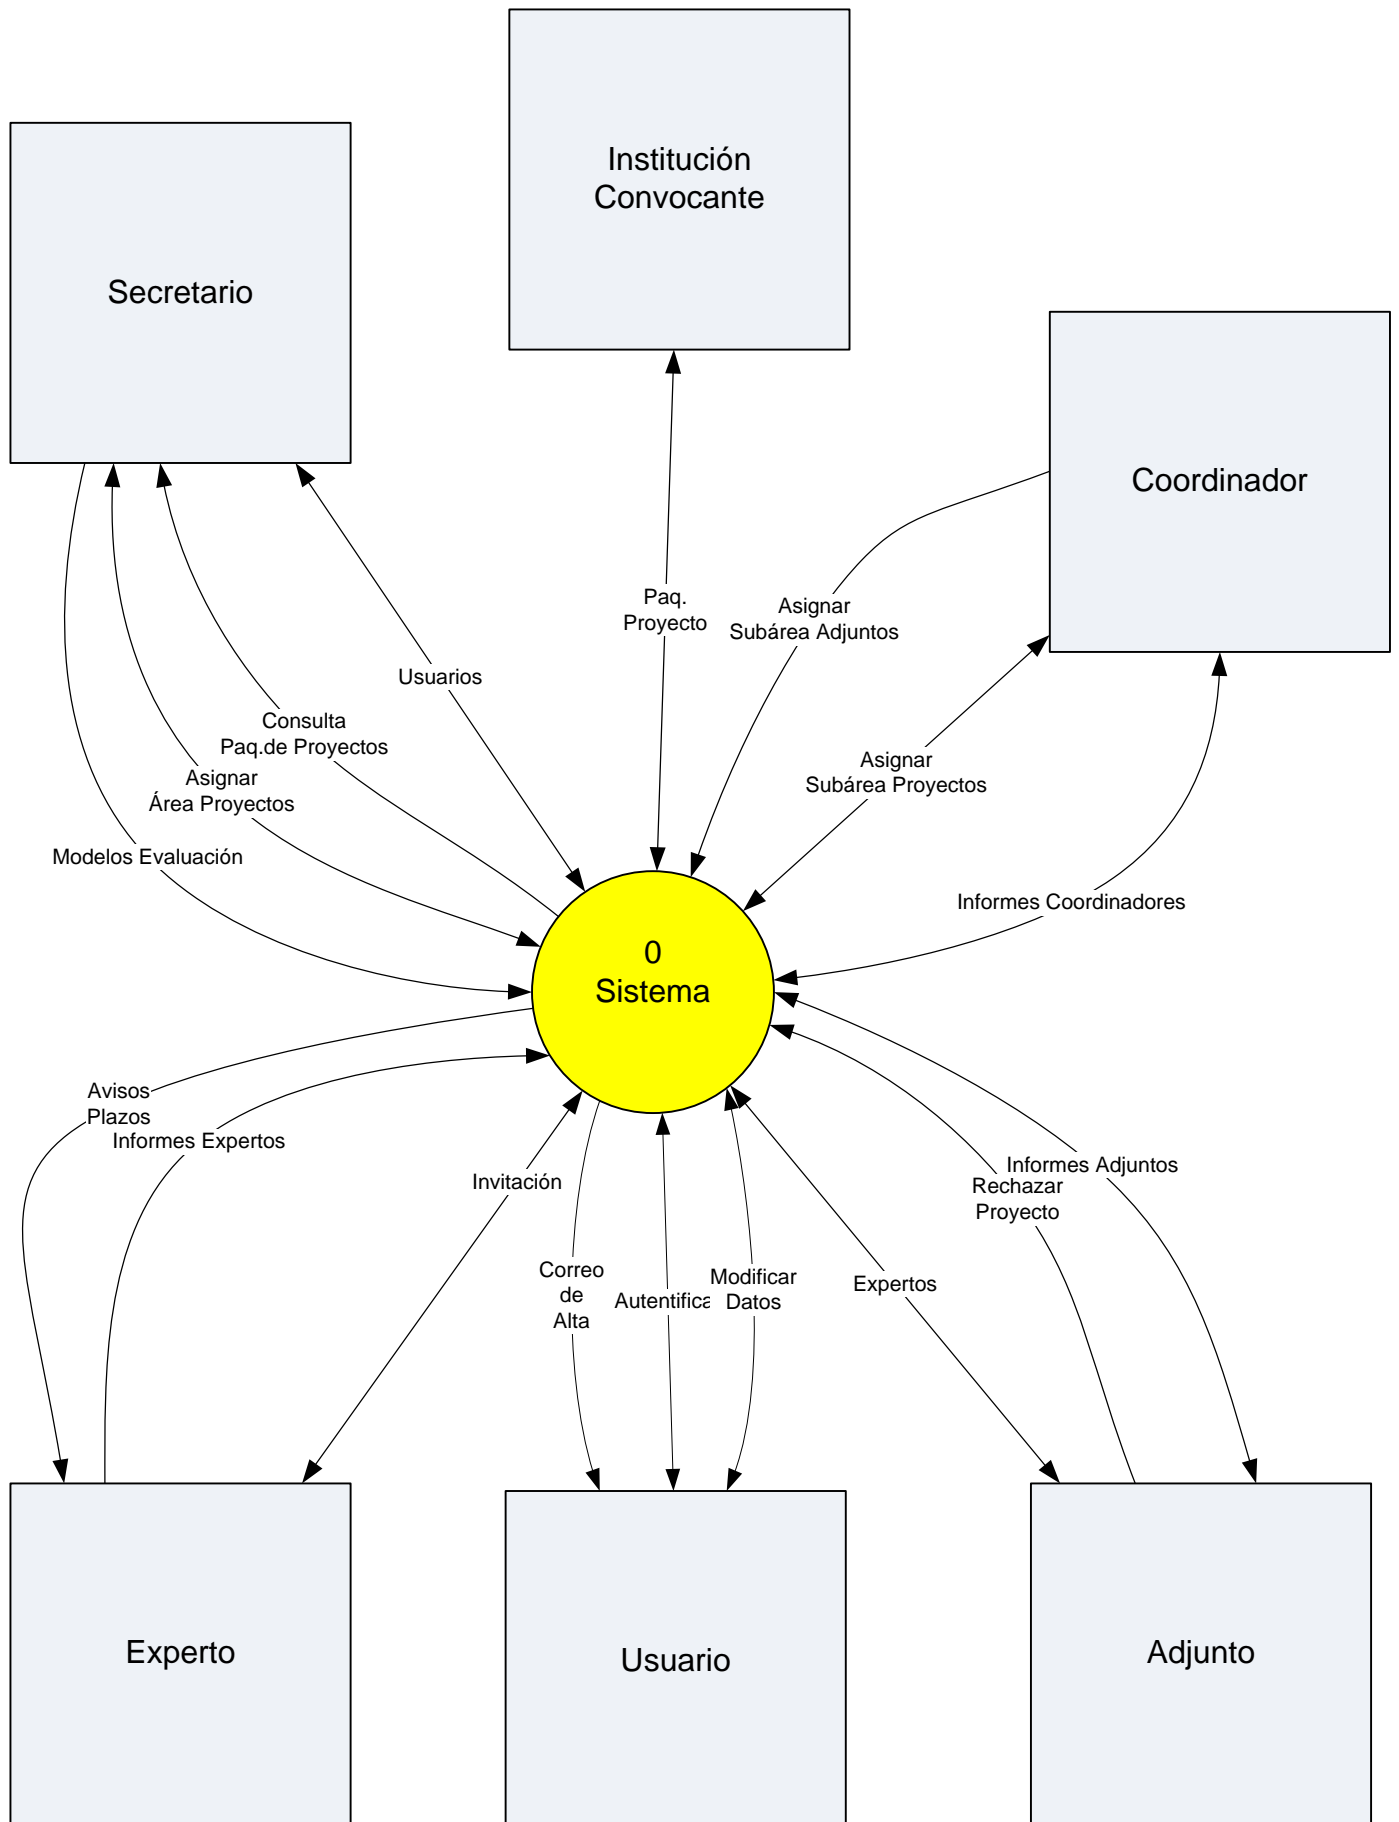 Institución
Convocante
Secretario
Coordinador
Paq.
Proyecto
Asignar
Subárea Adjuntos
Usuarios
Consulta
Paq.de Proyectos
Asignar
Subárea Proyectos
Asignar
Área Proyectos
Modelos Evaluación
Informes Coordinadores
0
Sistema
Avisos
Plazos
Informes Expertos
Invitación
Informes Adjuntos
Rechazar
Proyecto
Correo
de
Alta
Autentifica
Modificar
Datos
Expertos
Experto
Usuario
Adjunto